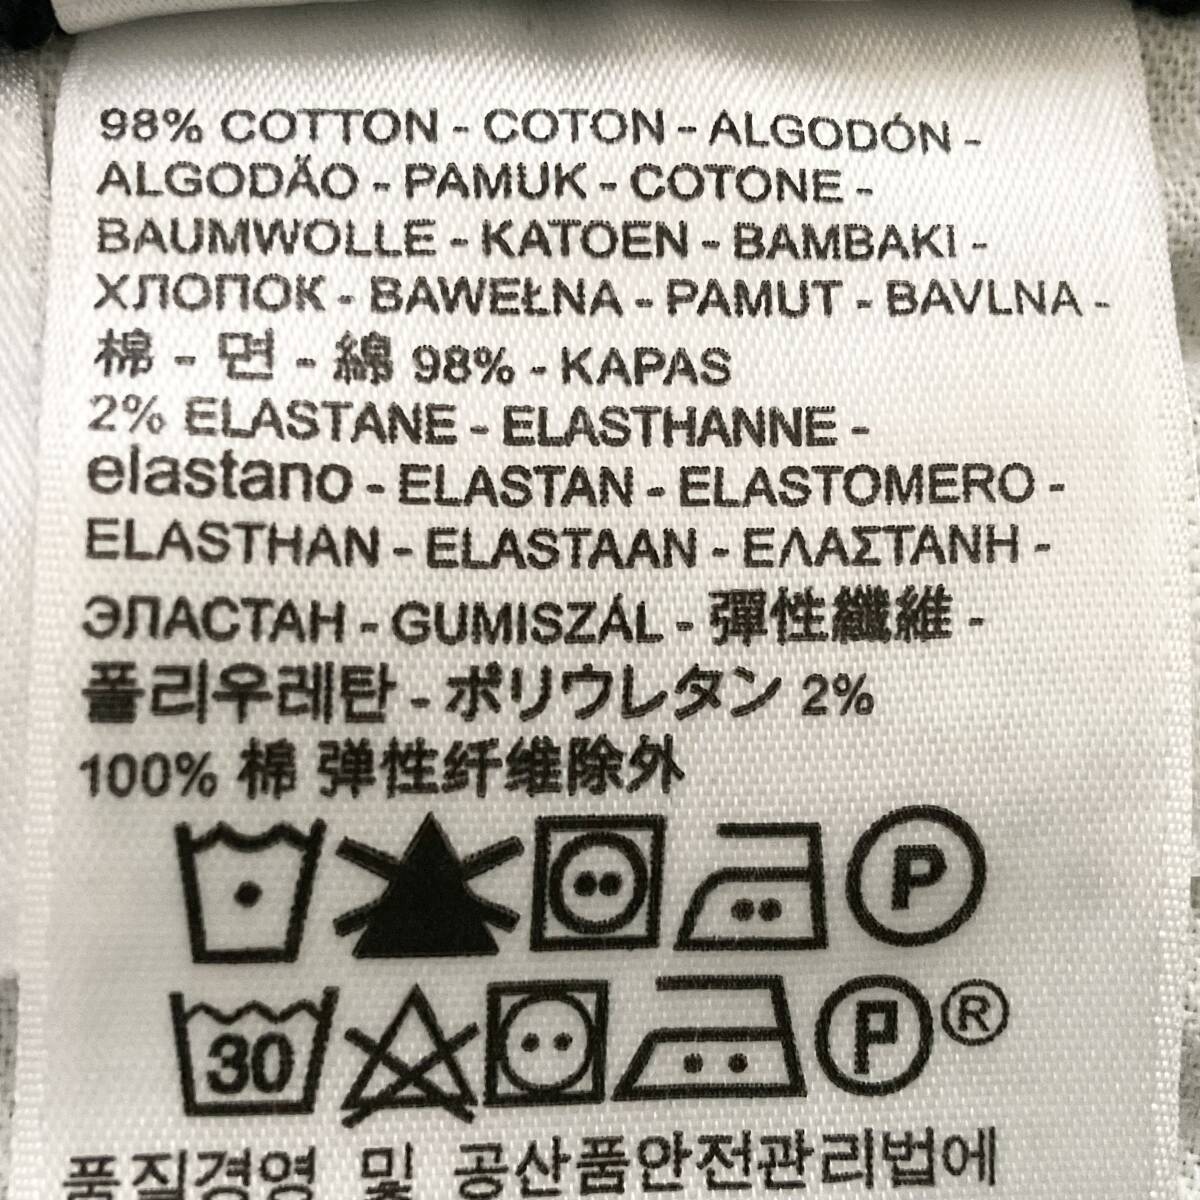 98% COTTON - COTON - ALGODÓN -
ALGODÃO - PAMUK - COTONE -
BAUMWOLLE - KATOEN - BAMBAKI -
ХЛОПОК - BAWEŁNA - PAMUT - BAVLNA -
棉 - 면 - 綿 98% - KAPAS
2% ELASTANE - ELASTHANNE -
elastano - ELASTAN - ELASTOMERO -
ELASTHAN - ELASTAAN - ΕΛΑΣΤΑΝΗ -
ЭЛАСТАН - GUMISZÁL - 彈性纖維 -
폴리우레탄 - ポリウレタン 2%
100% 棉 弹性纤维除外
P
30 P ®
품질경영 및 공산품안전관리법에